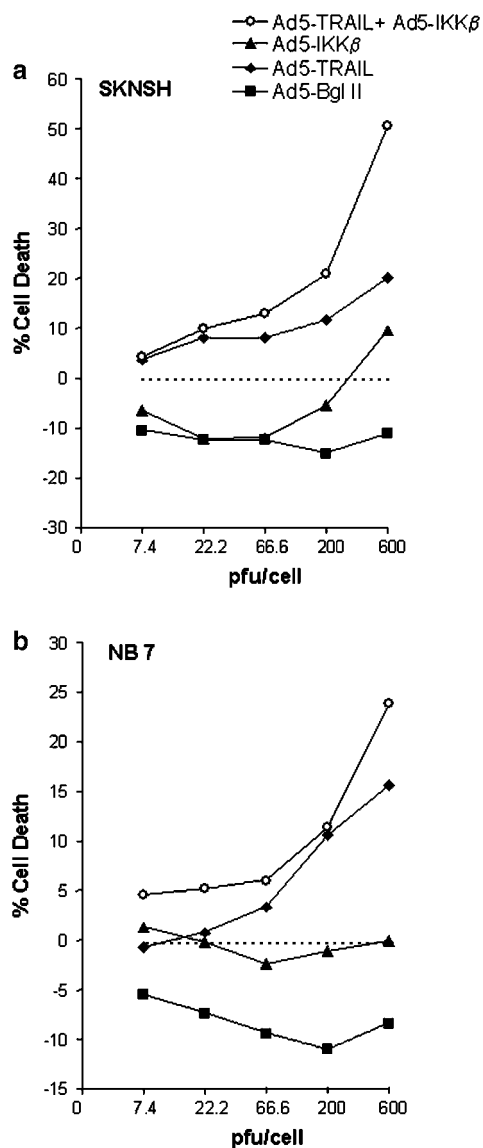 Ad5-TRAIL+ Ad5-IKKβ
Ad5-IKKβ
Ad5-TRAIL
Ad5-Bgl II
a
SKNSH
60
50
40
30
20
10
0
-10
-20
-30
% Cell Death
0 7.4 22.2 66.6 200 600
pfu/cell
b
NB 7
30
25
20
15
10
5
0
-5
-10
-15
% Cell Death
0 7.4 22.2 66.6 200 600
pfu/cell